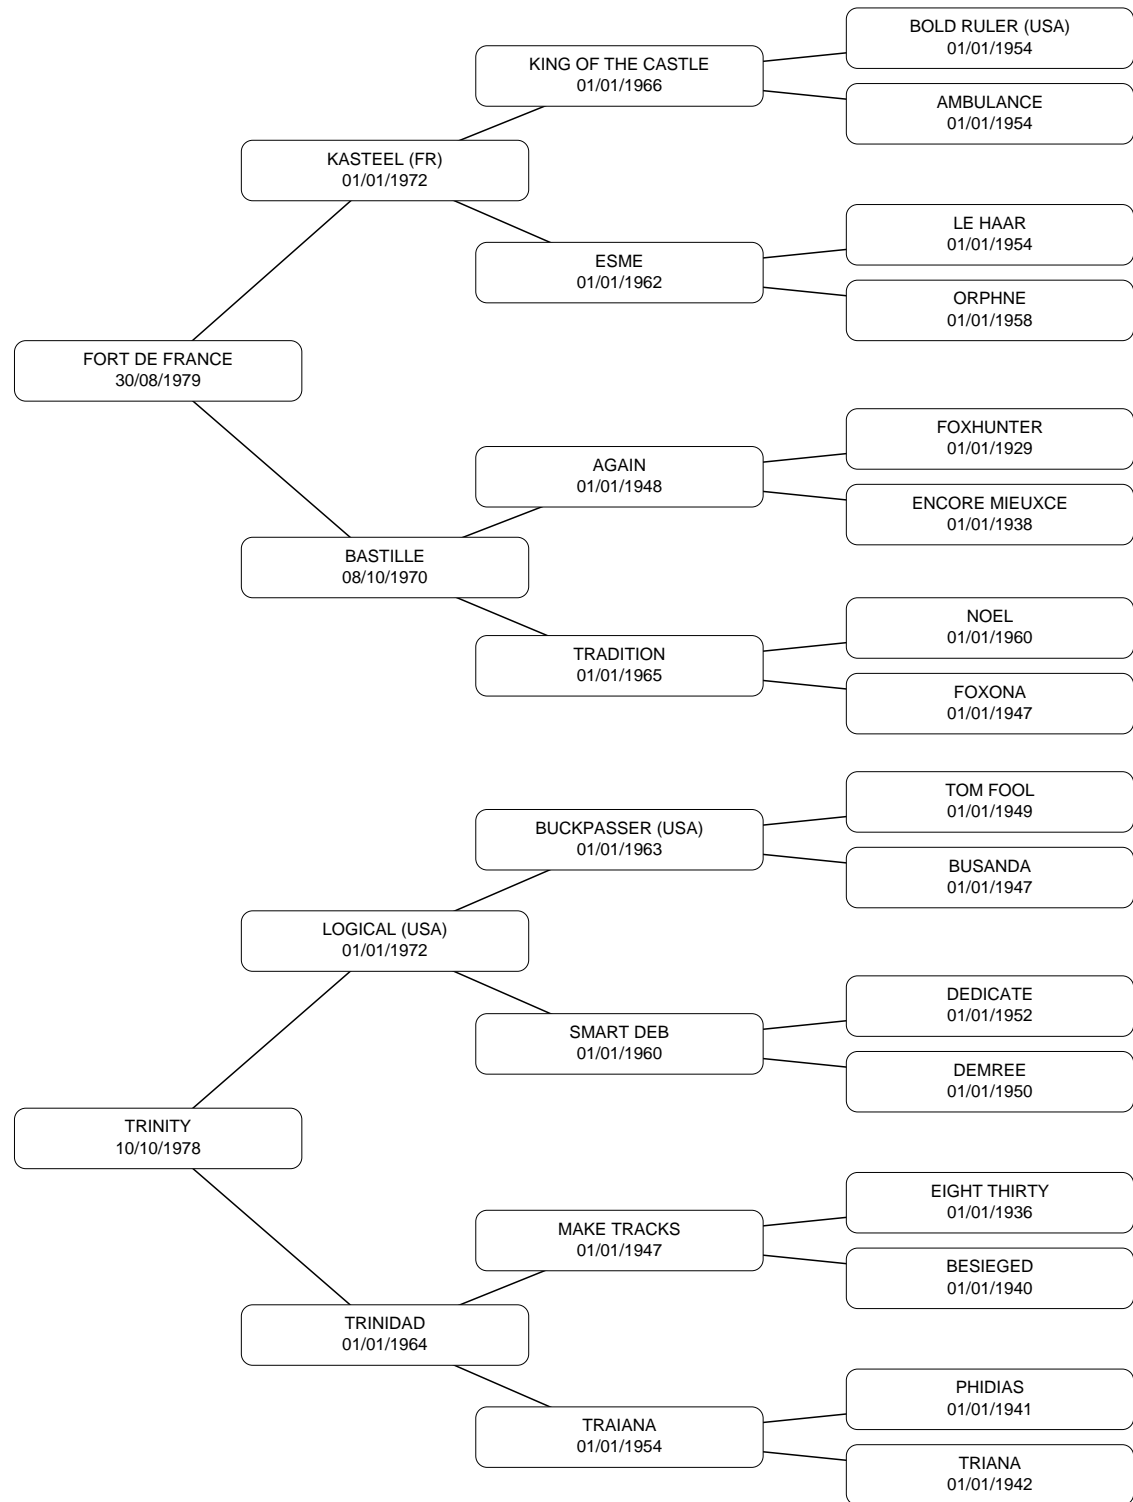 BOLD RULER (USA)
01/01/1954
KING OF THE CASTLE
01/01/1966
AMBULANCE
01/01/1954
KASTEEL (FR)
01/01/1972
LE HAAR
01/01/1954
ESME
01/01/1962
ORPHNE
01/01/1958
FORT DE FRANCE
30/08/1979
FOXHUNTER
01/01/1929
AGAIN
01/01/1948
ENCORE MIEUXCE
01/01/1938
BASTILLE
08/10/1970
NOEL
01/01/1960
TRADITION
01/01/1965
FOXONA
01/01/1947
TOM FOOL
01/01/1949
BUCKPASSER (USA)
01/01/1963
BUSANDA
01/01/1947
LOGICAL (USA)
01/01/1972
DEDICATE
01/01/1952
SMART DEB
01/01/1960
DEMREE
01/01/1950
TRINITY
10/10/1978
EIGHT THIRTY
01/01/1936
MAKE TRACKS
01/01/1947
BESIEGED
01/01/1940
TRINIDAD
01/01/1964
PHIDIAS
01/01/1941
TRAIANA
01/01/1954
TRIANA
01/01/1942